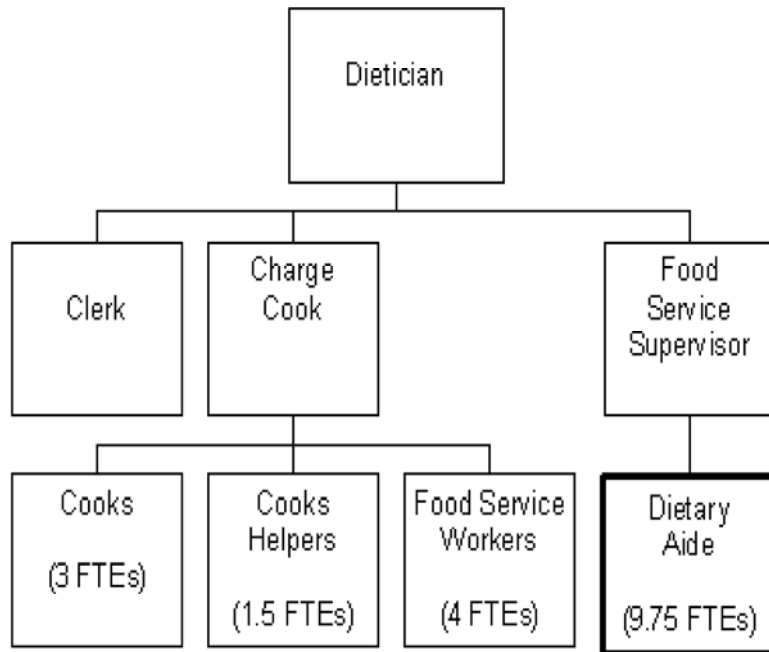 Dietician
Clerk
Charge
Cook
Food
Service
Supervisor
Cooks
(3 FTEs)
Cooks
Helpers
(1.5 FTEs)
Food Service
Workers
(4 FTEs)
Dietary
Aide
(9.75 FTEs)